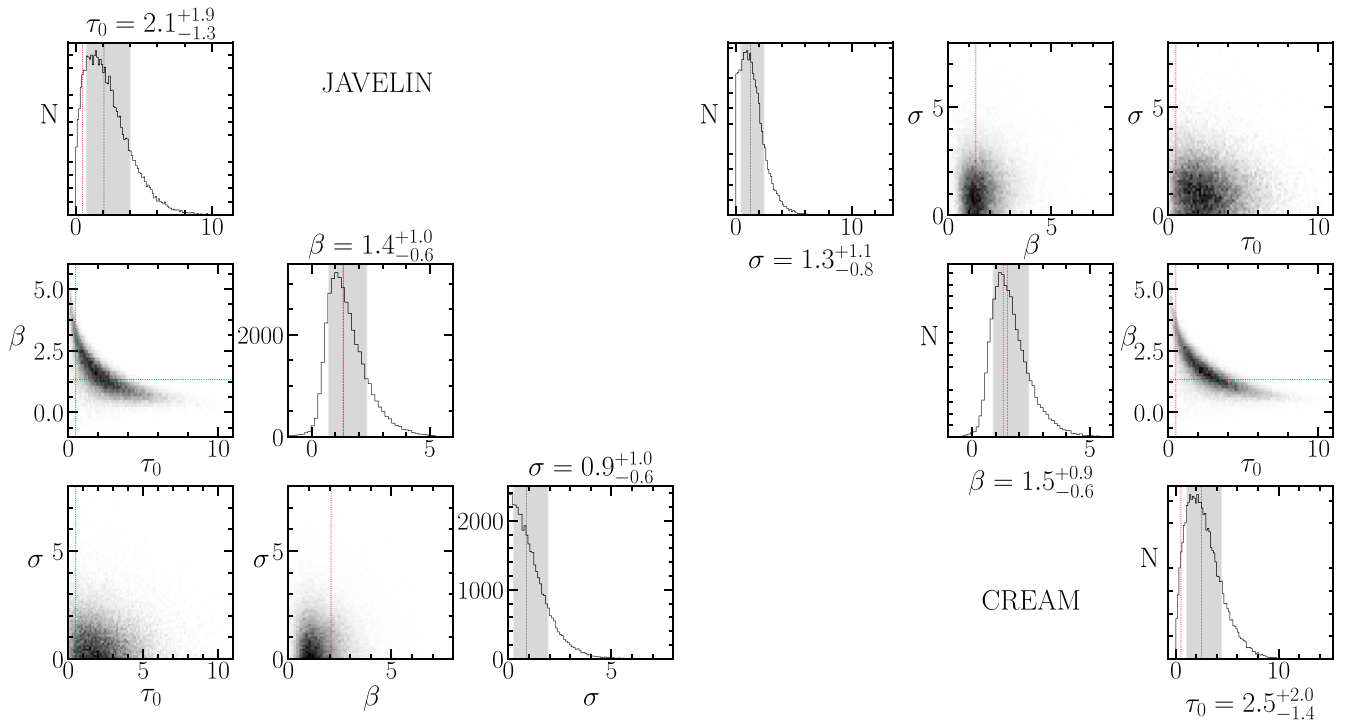 τ₀ = 2.1^{+1.9}_{−1.3}
JAVELIN
N
0 10
N
0 10
σ = 1.3^{+1.1}_{−0.8}
σ 5
0
0 5
β
σ 5
0
0 10
τ₀
β = 1.4^{+1.0}_{−0.6}
5.0
β 2.5
0.0
0 10
τ₀
2000
0
0 5
N
0 5
β = 1.5^{+0.9}_{−0.6}
5.0
β 2.5
0.0
0 10
τ₀
σ = 0.9^{+1.0}_{−0.6}
σ 5
0
0 5 10
τ₀
σ 5
0
0 5
β
2000
1000
0
0 5
σ
CREAM
N
0 10
τ₀ = 2.5^{+2.0}_{−1.4}